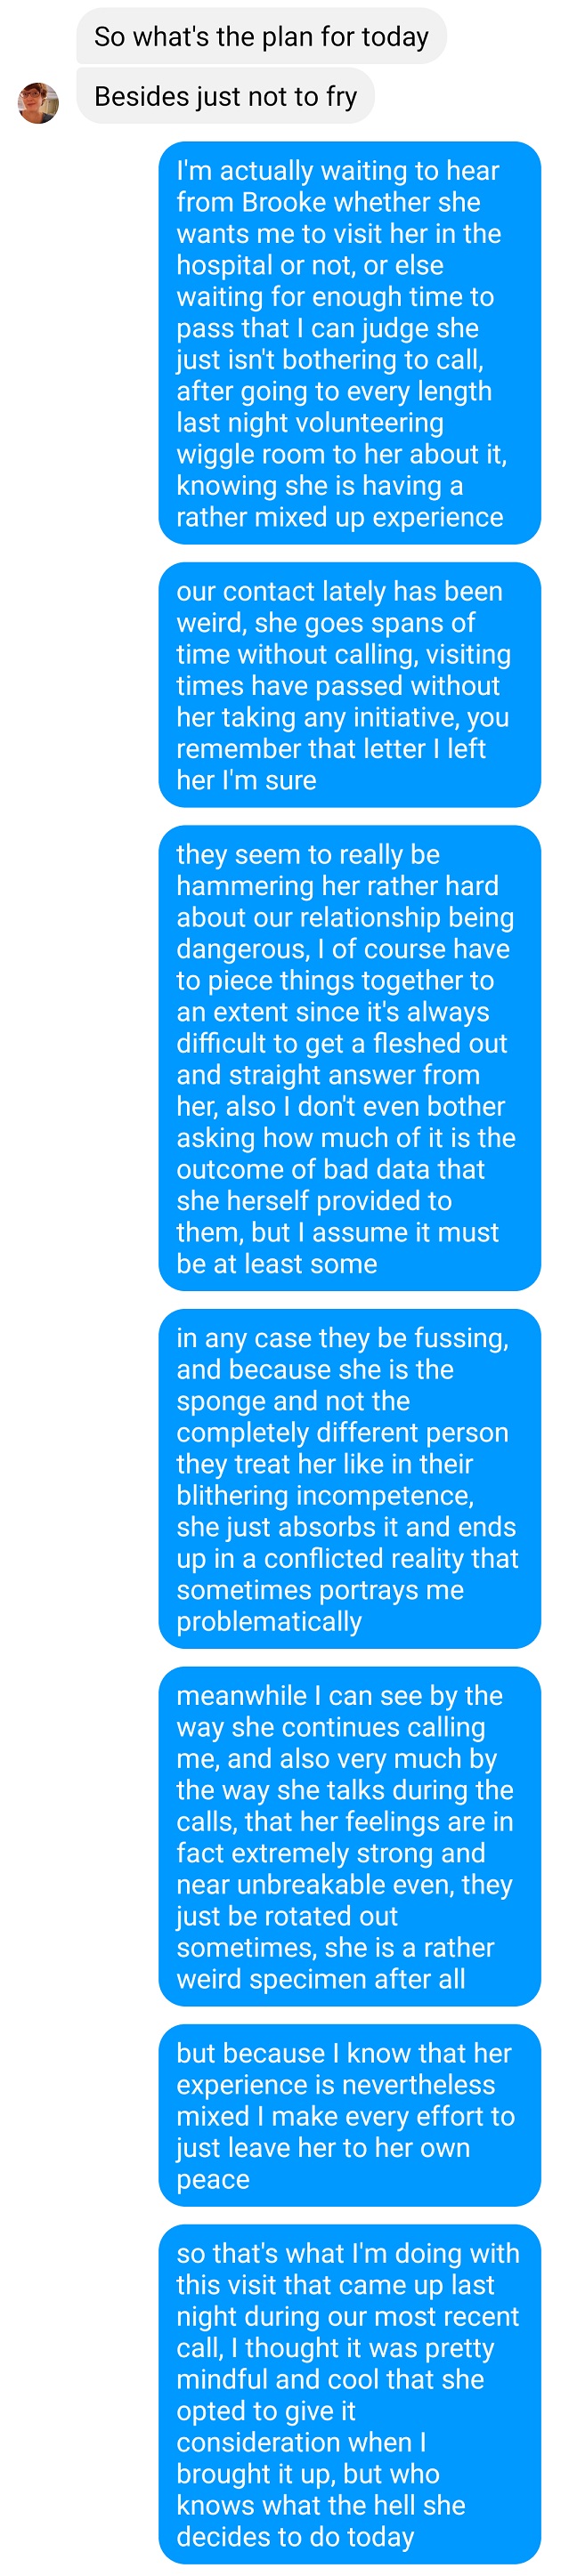 So what's the plan for today
Besides just not to fry
I'm actually waiting to hear
from Brooke whether she
wants me to visit her in the
hospital or not, or else
waiting for enough time to
pass that I can judge she
just isn't bothering to call,
after going to every length
last night volunteering
wiggle room to her about it,
knowing she is having a
rather mixed up experience
our contact lately has been
weird, she goes spans of
time without calling, visiting
times have passed without
her taking any initiative, you
remember that letter I left
her I'm sure
they seem to really be
hammering her rather hard
about our relationship being
dangerous, I of course have
to piece things together to
an extent since it's always
difficult to get a fleshed out
and straight answer from
her, also I don't even bother
asking how much of it is the
outcome of bad data that
she herself provided to
them, but I assume it must
be at least some
in any case they be fussing,
and because she is the
sponge and not the
completely different person
they treat her like in their
blithering incompetence,
she just absorbs it and ends
up in a conflicted reality that
sometimes portrays me
problematically
meanwhile I can see by the
way she continues calling
me, and also very much by
the way she talks during the
calls, that her feelings are in
fact extremely strong and
near unbreakable even, they
just be rotated out
sometimes, she is a rather
weird specimen after all
but because I know that her
experience is nevertheless
mixed I make every effort to
just leave her to her own
peace
so that's what I'm doing with
this visit that came up last
night during our most recent
call, I thought it was pretty
mindful and cool that she
opted to give it
consideration when I
brought it up, but who
knows what the hell she
decides to do today